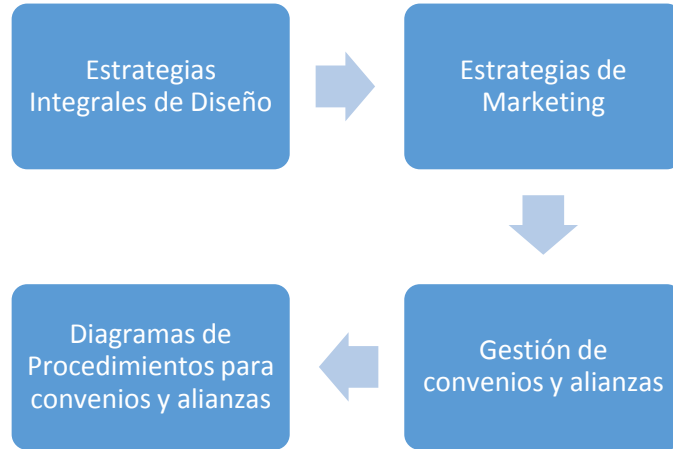 Estrategias
Integrales de Diseño
Estrategias de
Marketing
Gestión de
convenios y alianzas
Diagramas de
Procedimientos para
convenios y alianzas